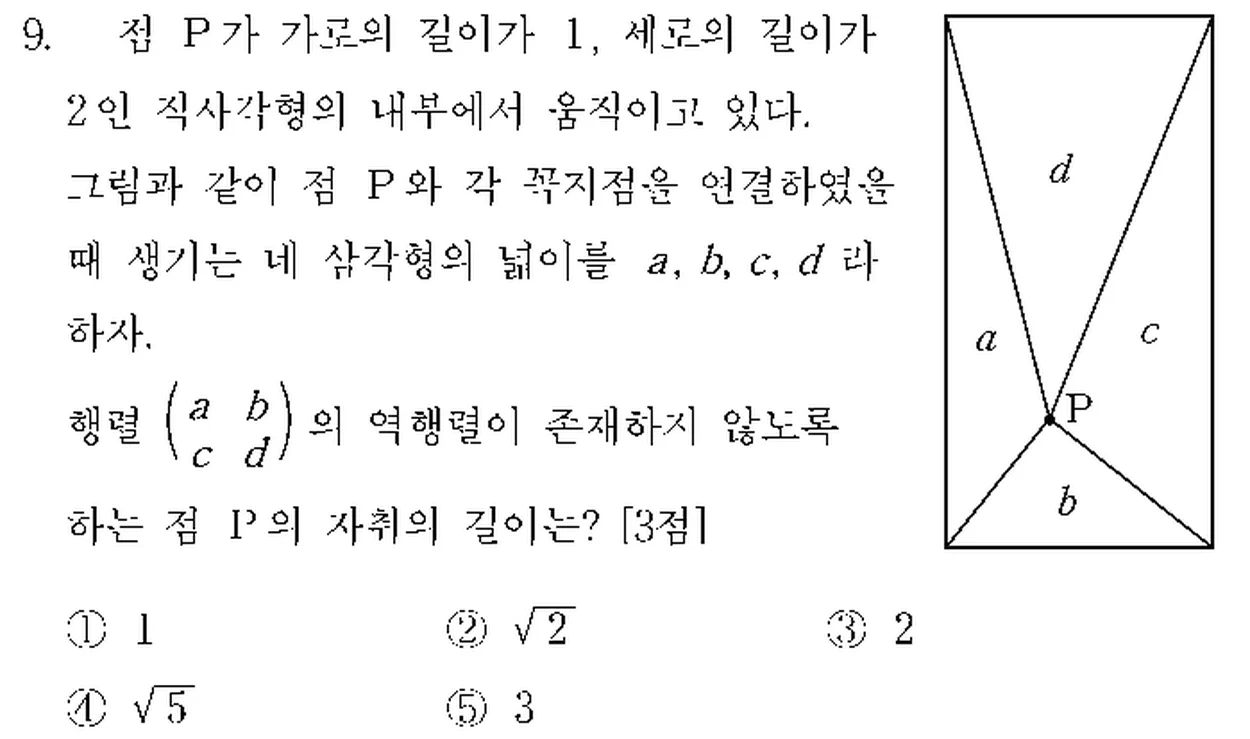 9. 점 P가 가로의 길이가 1, 세로의 길이가
2인 직사각형의 내부에서 움직이고 있다.
그림과 같이 점 P와 각 꼭지점을 연결하였을
때 생기는 네 삼각형의 넓이를 a, b, c, d 라
하자.
행렬 (a b
c d) 의 역행렬이 존재하지 않도록
하는 점 P의 자취의 길이는? [3점]
① 1 ② √2 ③ 2
④ √5 ⑤ 3
d
a
c
P
b